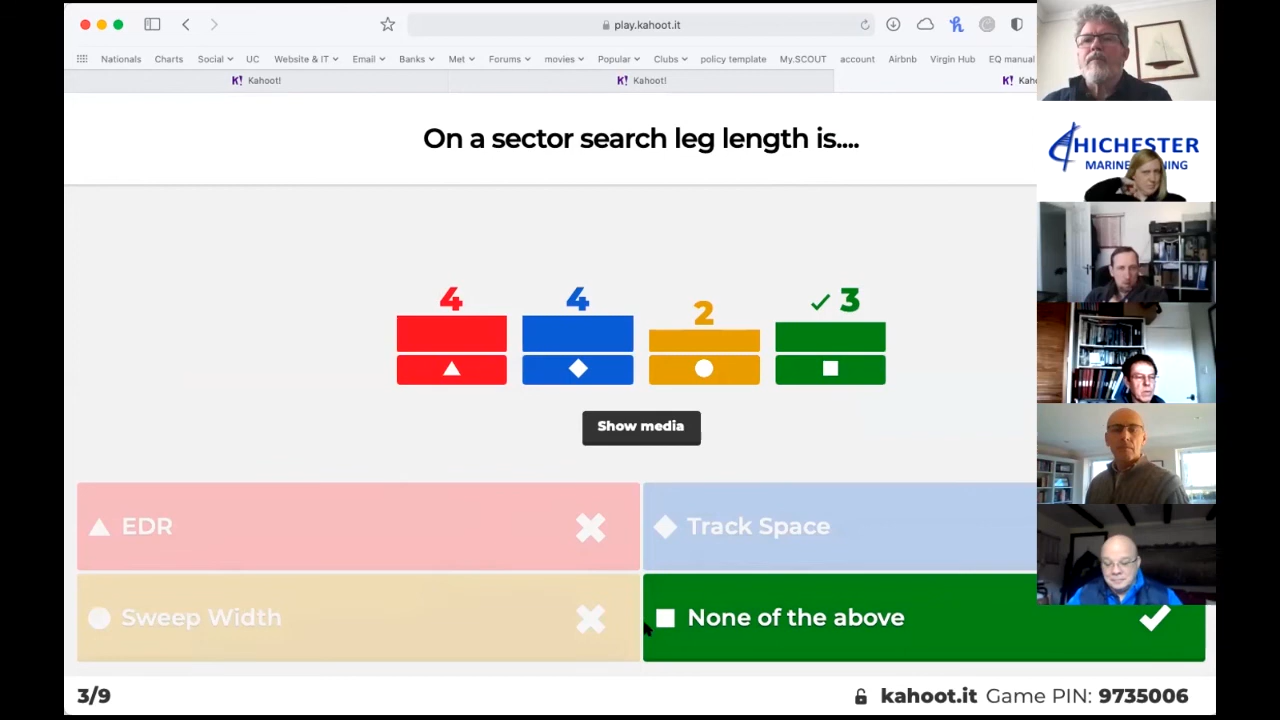 play.kahoot.it
Nationals Charts Social UC Website & IT Email Banks Met Forums movies Popular Clubs policy template My.SCOUT account Airbnb Virgin Hub EQ manual
K! Kahoot! K! Kahoot! K! Kaho
On a sector search leg length is....
HICHESTER
MARINE
NING
4 4 2 3
Show media
EDR
Track Space
Sweep Width
None of the above
3/9
kahoot.it Game PIN: 9735006